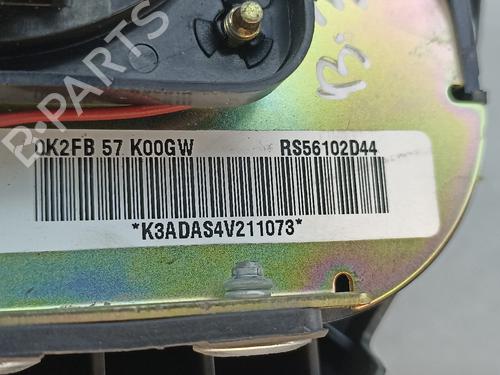 B-PARTS
0K2FB 57 K00GW RS56102D44
*K3ADAS4V211073*